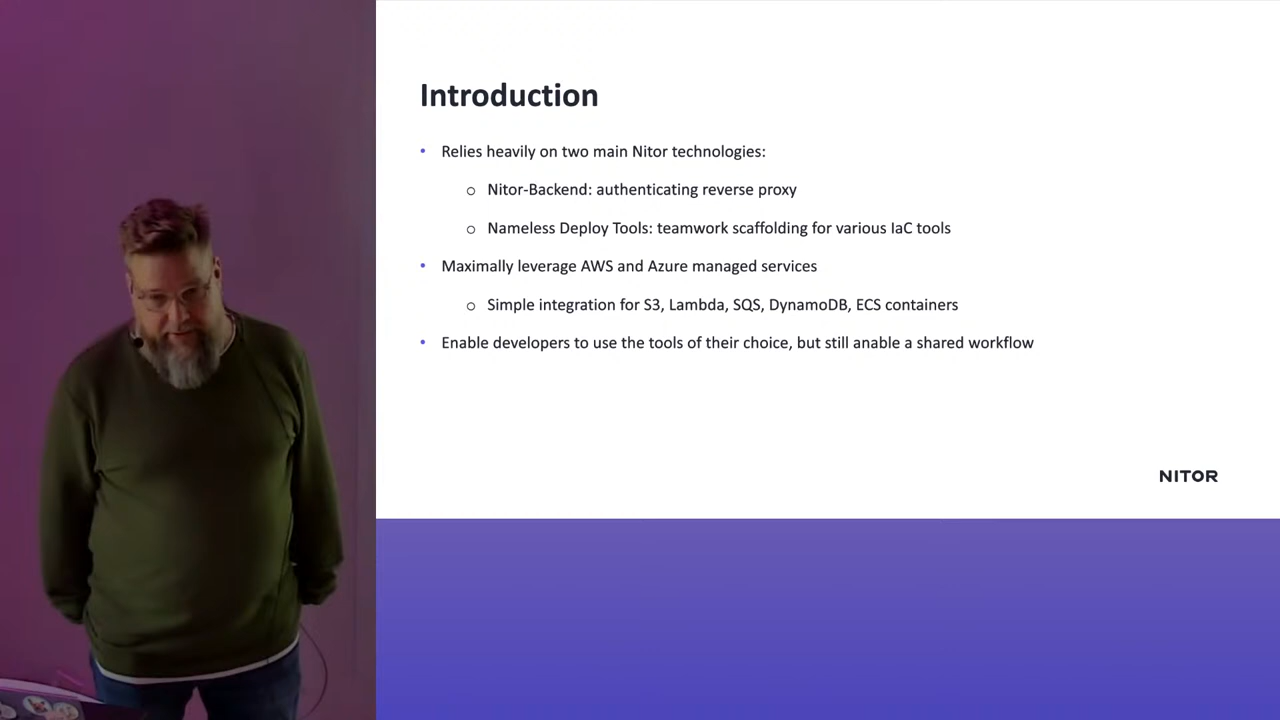 Introduction
• Relies heavily on two main Nitor technologies:
o Nitor-Backend: authenticating reverse proxy
o Nameless Deploy Tools: teamwork scaffolding for various IaC tools
• Maximally leverage AWS and Azure managed services
o Simple integration for S3, Lambda, SQS, DynamoDB, ECS containers
• Enable developers to use the tools of their choice, but still anable a shared workflow
NITOR